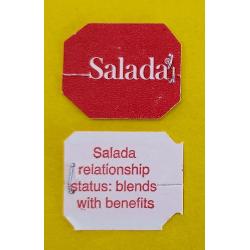 Salada
Salada
relationship
status: blends
with benefits